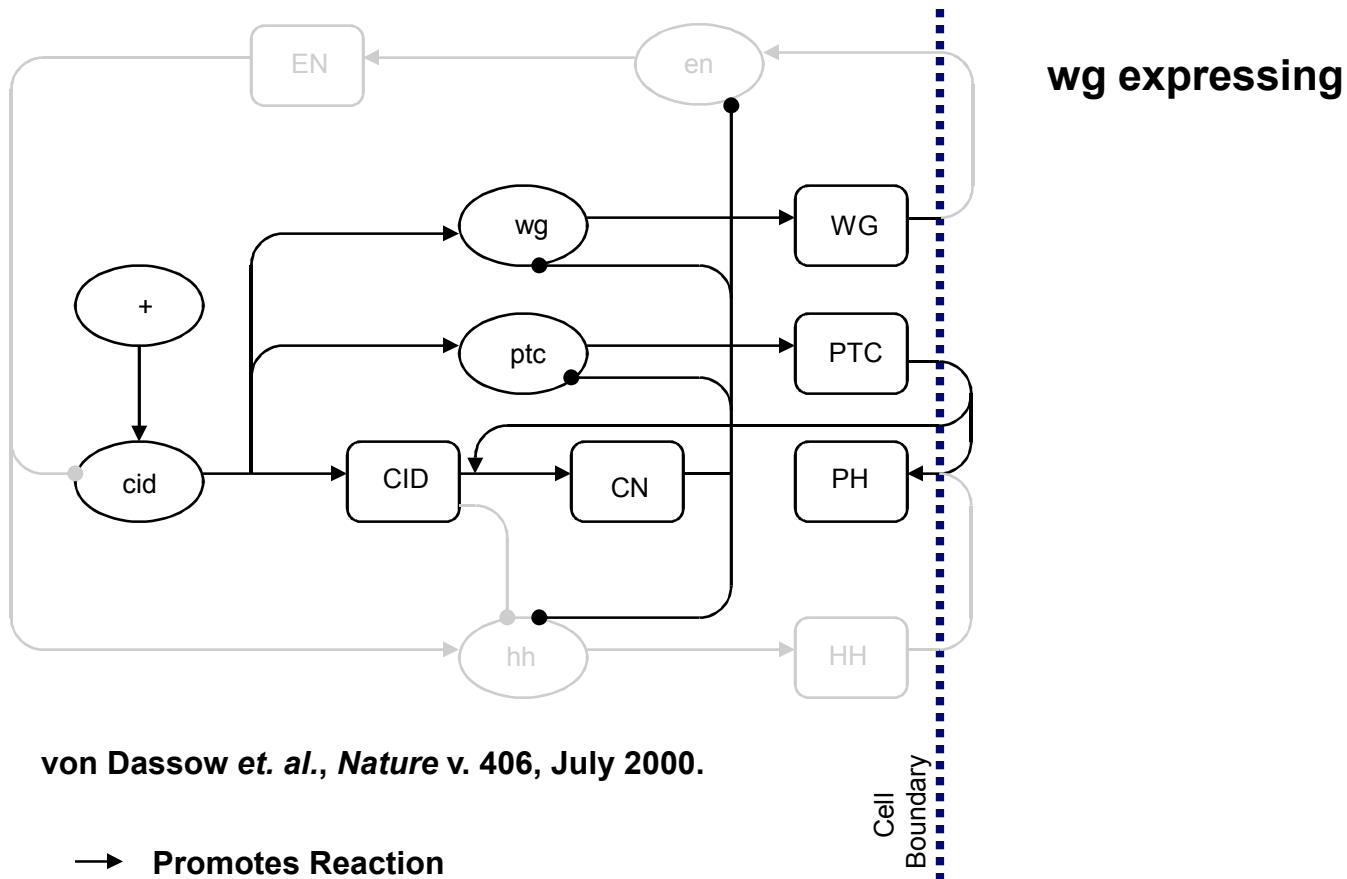 EN
en
wg expressing
wg
WG
+
ptc
PTC
cid
CID
CN
PH
hh
HH
von Dassow et. al., Nature v. 406, July 2000.
Cell
Boundary
Promotes Reaction